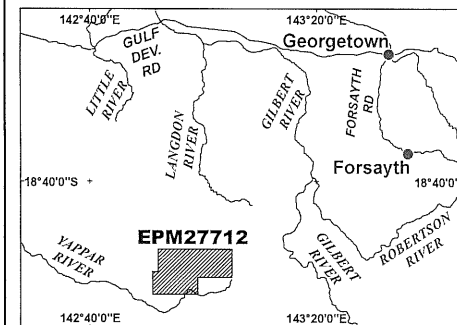 142°40'0"E
143°20'0"E
Georgetown
GULF
DEV.
RD
LITTLE
RIVER
LANGDON
RIVER
GILBERT
RIVER
FORSAYTH
RD
Forsayth
18°40'0"S
18°40'0"
EPM27712
YAPPAR
RIVER
GILBERT
RIVER
ROBERTSON
RIVER
142°40'0"E
143°20'0"E